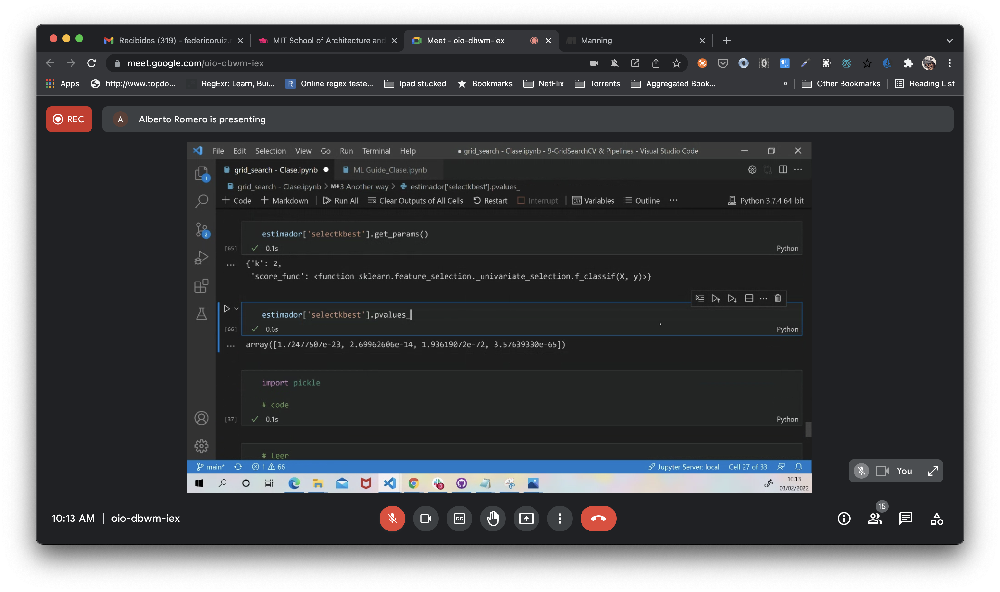 Recibidos (319) - federicoruiz.r
MIT School of Architecture and
Meet - oio-dbwm-iex
Manning
meet.google.com/oio-dbwm-iex
Apps
http://www.topdo...
RegExr: Learn, Bui...
R
Online regex teste...
Ipad stucked
Bookmarks
NetFlix
Torrents
Aggregated Book...
»
Other Bookmarks
Reading List
REC
A
Alberto Romero is presenting
File Edit Selection View Go Run Terminal Help
● grid_search - Clase.ipynb - 9-GridSearchCV & Pipelines - Visual Studio Code
grid_search - Clase.ipynb ●
ML Guide_Clase.ipynb
1
grid_search - Clase.ipynb > M↓3 Another way > estimador['selectkbest'].pvalues_
+ Code + Markdown | Run All Clear Outputs of All Cells Restart Interrupt | Variables Outline ... Python 3.7.4 64-bit
2
estimador['selectkbest'].get_params()
[65] ✓ 0.1s Python
... {'k': 2,
'score_func': <function sklearn.feature_selection._univariate_selection.f_classif(X, y)>}
estimador['selectkbest'].pvalues_
[66] ✓ 0.6s Python
... array([1.72477507e-23, 2.69962606e-14, 1.93619072e-72, 3.57639330e-65])
import pickle
# code
[37] ✓ 0.1s Python
# Leer
main* 1 66 Jupyter Server: local Cell 27 of 33
3
10:13
03/02/2022
You
10:13 AM | oio-dbwm-iex
CC
15